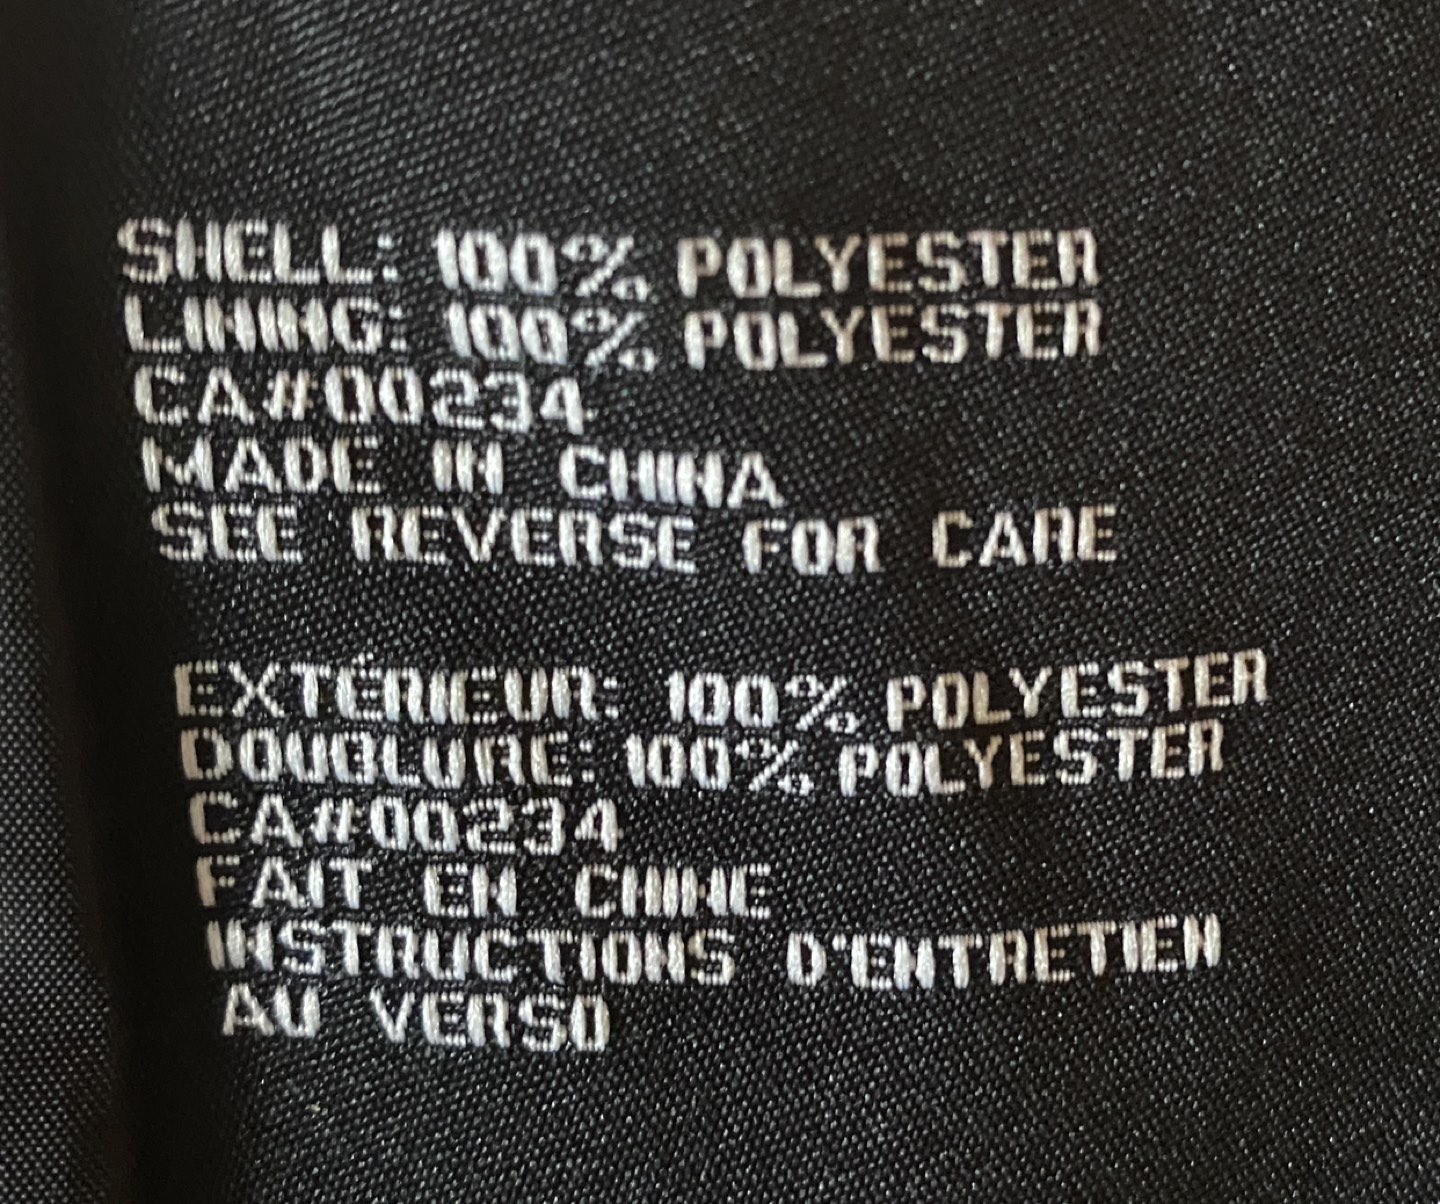 SHELL: 100% POLYESTER
LINING: 100% POLYESTER
CA#00234
MADE IN CHINA
SEE REVERSE FOR CARE
EXTÉRIEUR: 100% POLYESTER
DOUBLURE: 100% POLYESTER
CA#00234
FAIT EN CHINE
INSTRUCTIONS D'ENTRETIEN
AU VERSO